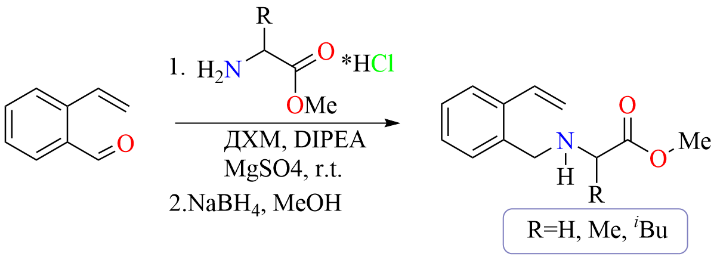 R
1. H₂N O *HCl
OMe
O
ДХМ, DIPEA
MgSO4, r.t.
2.NaBH₄, MeOH
N
H
O
O
Me
R
R=H, Me, ⁱBu